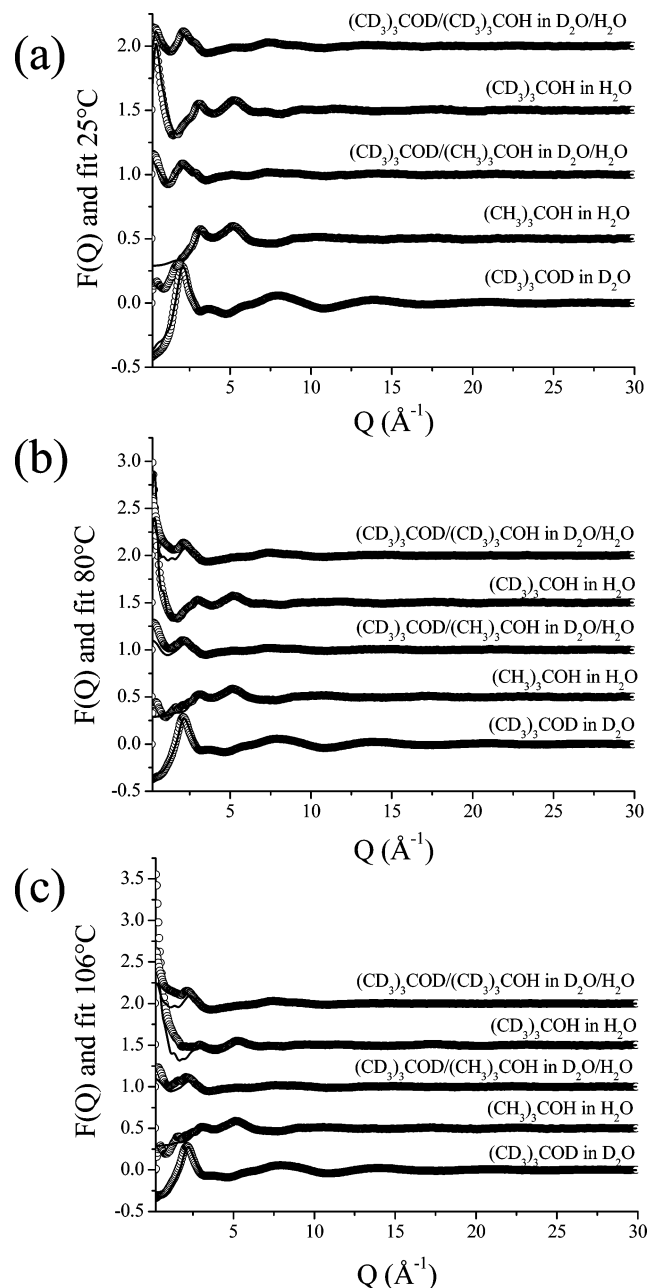 (a)
F(Q) and fit 25°C
2.0
1.5
1.0
0.5
0.0
-0.5
(CD₃)₃COD/(CD₃)₃COH in D₂O/H₂O
(CD₃)₃COH in H₂O
(CD₃)₃COD/(CH₃)₃COH in D₂O/H₂O
(CH₃)₃COH in H₂O
(CD₃)₃COD in D₂O
5 10 15 20 25 30
Q (Å⁻¹)
(b)
F(Q) and fit 80°C
3.0
2.5
2.0
1.5
1.0
0.5
0.0
-0.5
(CD₃)₃COD/(CD₃)₃COH in D₂O/H₂O
(CD₃)₃COH in H₂O
(CD₃)₃COD/(CH₃)₃COH in D₂O/H₂O
(CH₃)₃COH in H₂O
(CD₃)₃COD in D₂O
5 10 15 20 25 30
Q (Å⁻¹)
(c)
F(Q) and fit 106°C
3.5
3.0
2.5
2.0
1.5
1.0
0.5
0.0
-0.5
(CD₃)₃COD/(CD₃)₃COH in D₂O/H₂O
(CD₃)₃COH in H₂O
(CD₃)₃COD/(CH₃)₃COH in D₂O/H₂O
(CH₃)₃COH in H₂O
(CD₃)₃COD in D₂O
5 10 15 20 25 30
Q (Å⁻¹)